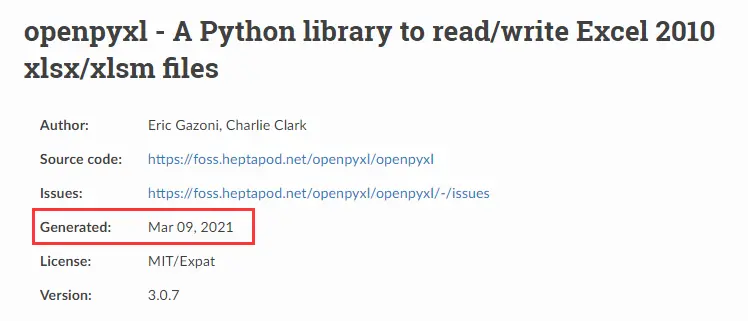 openpyxl - A Python library to read/write Excel 2010
xlsx/xlsm files
Author: Eric Gazoni, Charlie Clark
Source code: https://foss.heptapod.net/openpyxl/openpyxl
Issues: https://foss.heptapod.net/openpyxl/openpyxl/-/issues
Generated: Mar 09, 2021
License: MIT/Expat
Version: 3.0.7